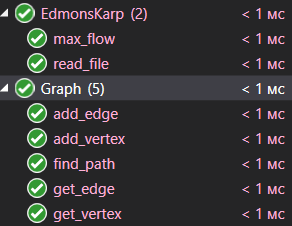 EdmonsKarp (2) < 1 мс
max_flow < 1 мс
read_file < 1 мс
Graph (5) < 1 мс
add_edge < 1 мс
add_vertex < 1 мс
find_path < 1 мс
get_edge < 1 мс
get_vertex < 1 мс